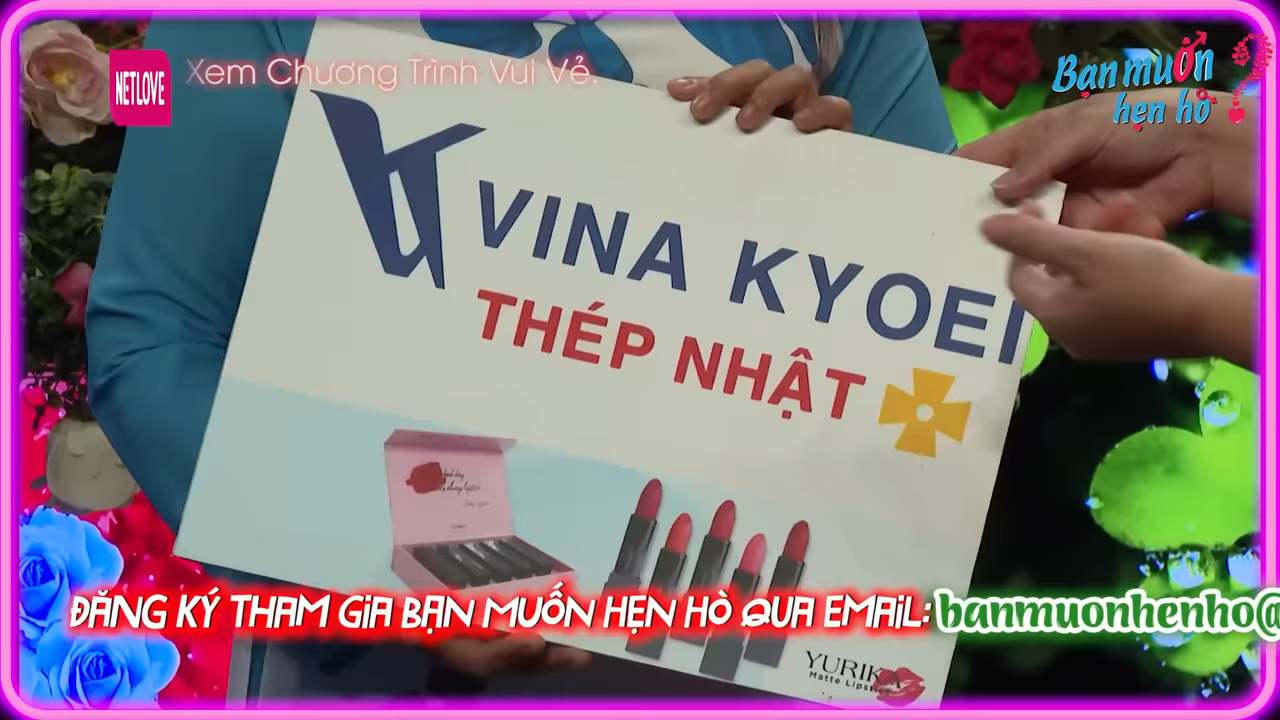 NETLOVE
Xem Chương Trình Vui Vẻ.
Bạn muốn
hẹn hò
VINA KYOEI
THÉP NHẬT
ĐĂNG KÝ THAM GIA BẠN MUỐN HẸN HÒ QUA EMAIL: banmuonhenho@
YURIKA
Matte Lipstick